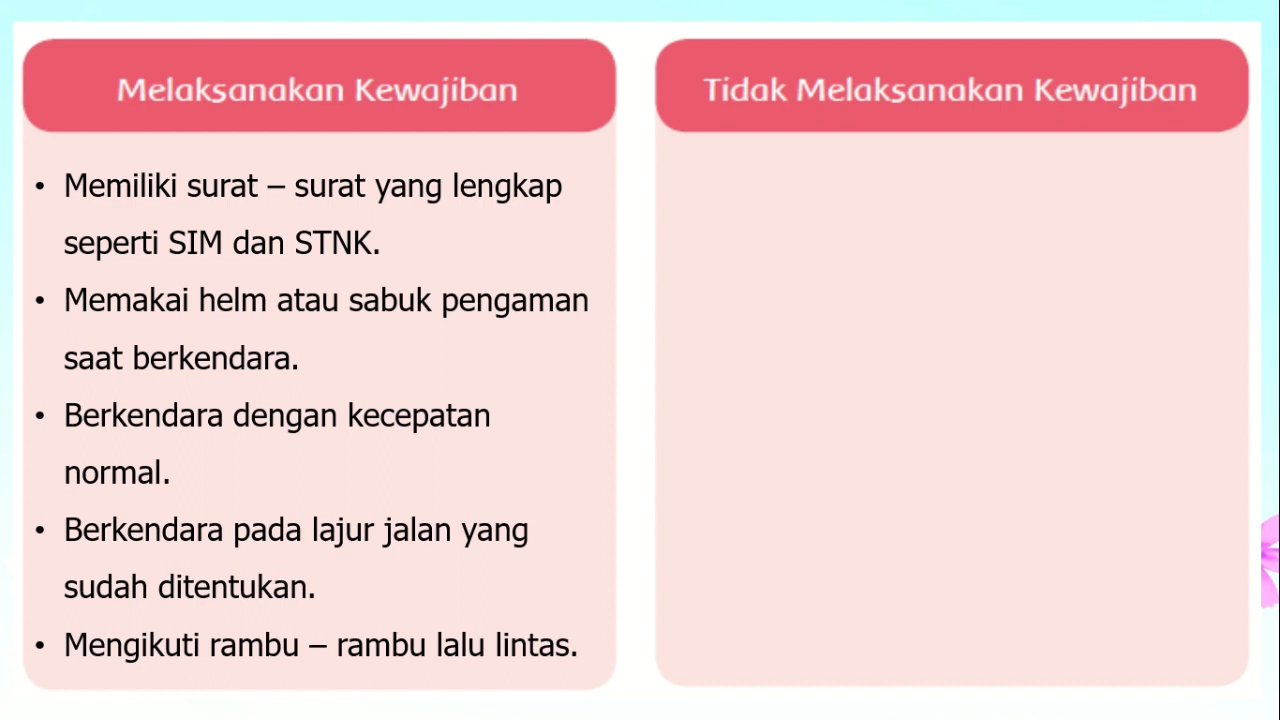 Melaksanakan Kewajiban
• Memiliki surat – surat yang lengkap
seperti SIM dan STNK.
• Memakai helm atau sabuk pengaman
saat berkendara.
• Berkendara dengan kecepatan
normal.
• Berkendara pada lajur jalan yang
sudah ditentukan.
• Mengikuti rambu – rambu lalu lintas.
Tidak Melaksanakan Kewajiban